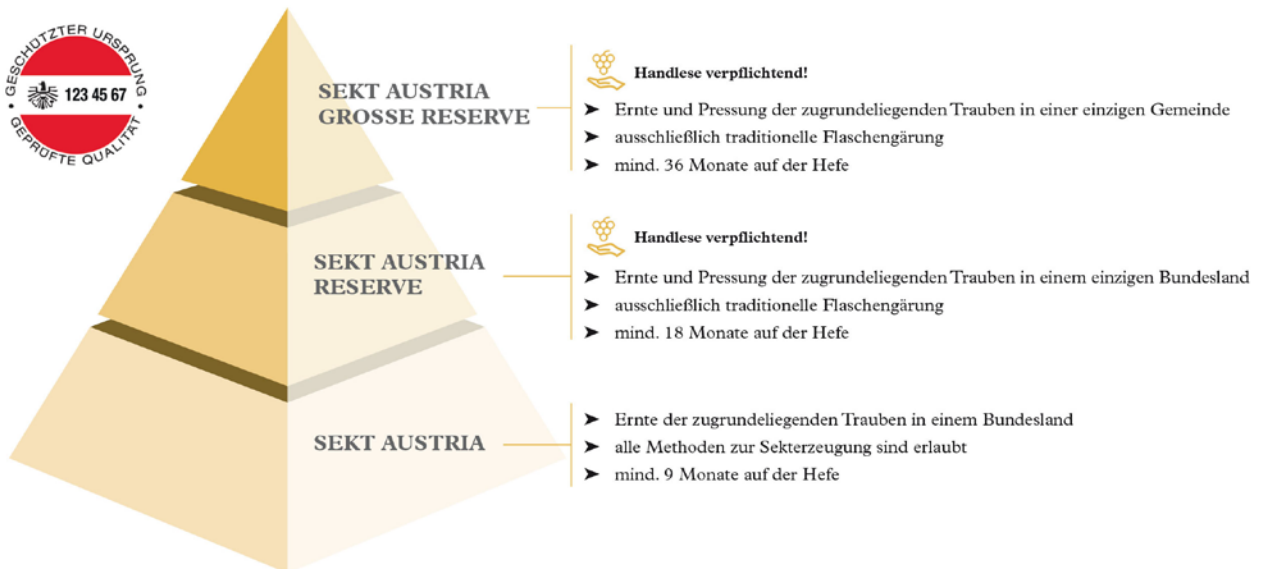 GESCHÜTZTER URSPRUNG
123 45 67
GEPRÜFTE QUALITÄT
SEKT AUSTRIA
GROSSE RESERVE
Handlese verpflichtend!
➤ Ernte und Pressung der zugrundeliegenden Trauben in einer einzigen Gemeinde
➤ ausschließlich traditionelle Flaschengärung
➤ mind. 36 Monate auf der Hefe
SEKT AUSTRIA
RESERVE
Handlese verpflichtend!
➤ Ernte und Pressung der zugrundeliegenden Trauben in einem einzigen Bundesland
➤ ausschließlich traditionelle Flaschengärung
➤ mind. 18 Monate auf der Hefe
SEKT AUSTRIA
➤ Ernte der zugrundeliegenden Trauben in einem Bundesland
➤ alle Methoden zur Sekterzeugung sind erlaubt
➤ mind. 9 Monate auf der Hefe